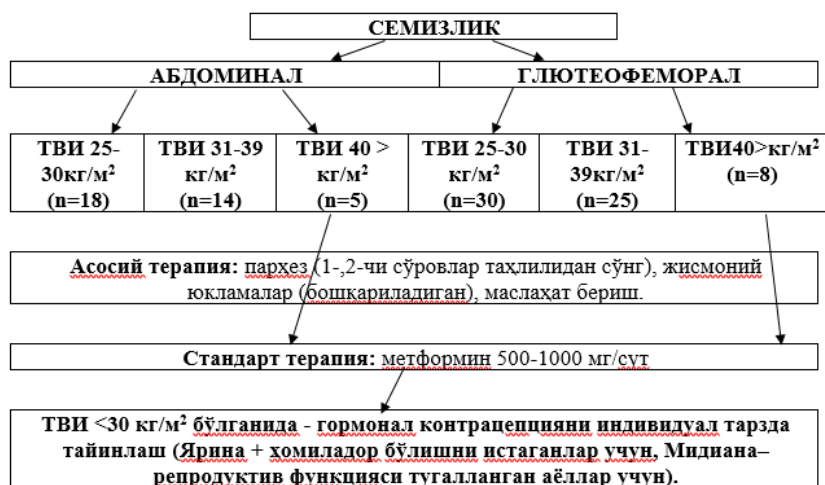 СЕМИЗЛИК
АБДОМИНАЛ ГЛЮТЕОФЕМОРАЛ
ТВИ 25-
30кг/м²
(n=18)
ТВИ 31-39
кг/м²
(n=14)
ТВИ 40 >
кг/м²
(n=5)
ТВИ 25-30
кг/м²
(n=30)
ТВИ 31-
39кг/м²
(n=25)
ТВИ40>кг/м²
(n=8)
Асосий терапия: парҳез (1-,2-чи сўровлар таҳлилидан сўнг), жисмоний
юкламалар (бошқариладиган), маслаҳат бериш.
Стандарт терапия: метформин 500-1000 мг/сут
ТВИ <30 кг/м² бўлганида - гормонал контрацепцияни индивидуал тарзда
тайинлаш (Ярина + ҳомиладор бўлишни истаганлар учун, Мидиана–
репродуктив функцияси тугалланган аёллар учун).